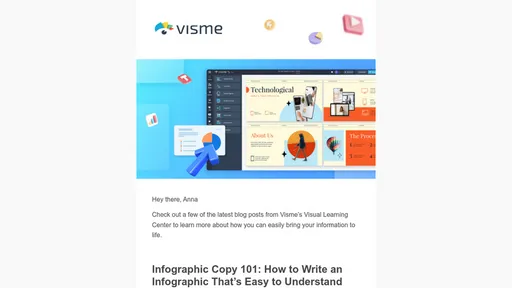 visme
Technological
About Us
The Process
Hey there, Anna
Check out a few of the latest blog posts from Visme's Visual Learning
Center to learn more about how you can easily bring your information to
life.
Infographic Copy 101: How to Write an
Infographic That's Easy to Understand